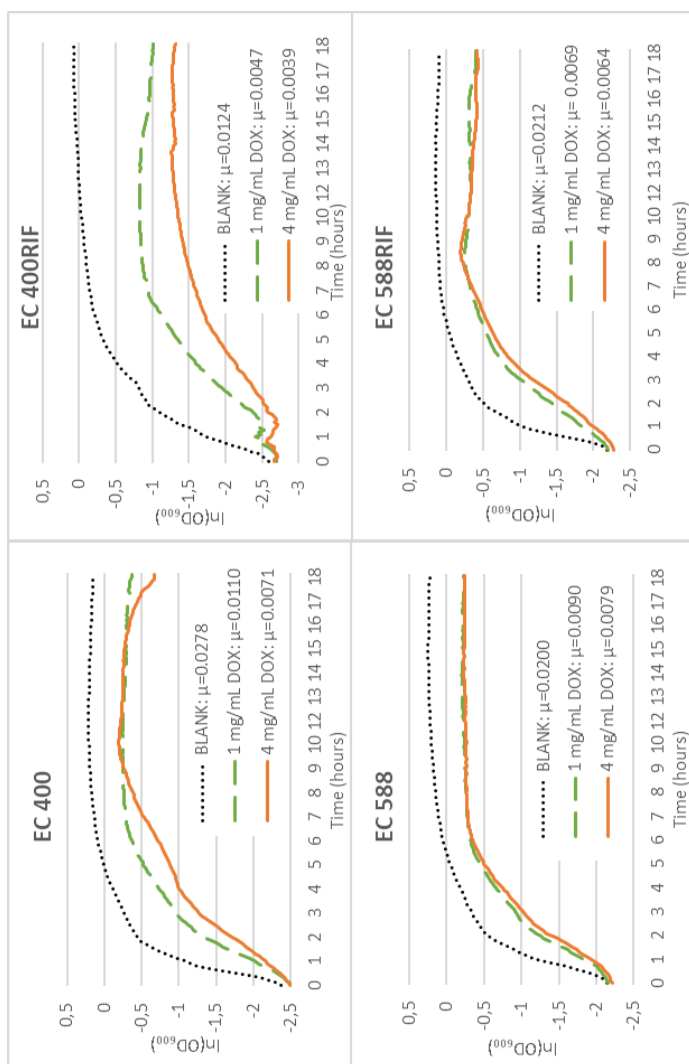 EC 400
ln(OD₆₀₀)
0,5
0
-0,5
-1
-1,5
-2
-2,5
BLANK: μ=0.0278
1 mg/mL DOX: μ=0.0110
4 mg/mL DOX: μ=0.0071
0 1 2 3 4 5 6 7 8 9 10 12 13 14 15 16 17 18
Time (hours)
EC 400RIF
ln(OD₆₀₀)
0,5
0
-0,5
-1
-1,5
-2
-2,5
-3
BLANK: μ=0.0124
1 mg/mL DOX: μ=0.0047
4 mg/mL DOX: μ=0.0039
0 1 2 3 4 5 6 7 8 9 10 12 13 14 15 16 17 18
Time (hours)
EC 588
ln(OD₆₀₀)
0,5
0
-0,5
-1
-1,5
-2
-2,5
BLANK: μ=0.0200
1 mg/mL DOX: μ=0.0090
4 mg/mL DOX: μ=0.0079
0 1 2 3 4 5 6 7 8 9 10 12 13 14 15 16 17 18
Time (hours)
EC 588RIF
ln(OD₆₀₀)
0,5
0
-0,5
-1
-1,5
-2
-2,5
BLANK: μ=0.0212
1 mg/mL DOX: μ= 0.0069
4 mg/mL DOX: μ=0.0064
0 1 2 3 4 5 6 7 8 9 10 12 13 14 15 16 17 18
Time (hours)